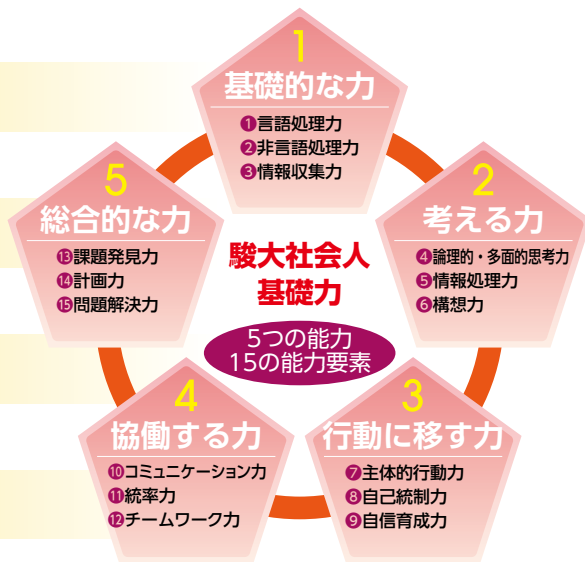 1
基礎的な力
❶言語処理力
❷非言語処理力
❸情報収集力
2
考える力
❹論理的・多面的思考力
❺情報処理力
❻構想力
3
行動に移す力
❼主体的行動力
❽自己統制力
❾自信育成力
4
協働する力
❿コミュニケーション力
⓫統率力
⓬チームワーク力
5
総合的な力
⓭課題発見力
⓮計画力
⓯問題解決力
駿大社会人
基礎力
5つの能力
15の能力要素